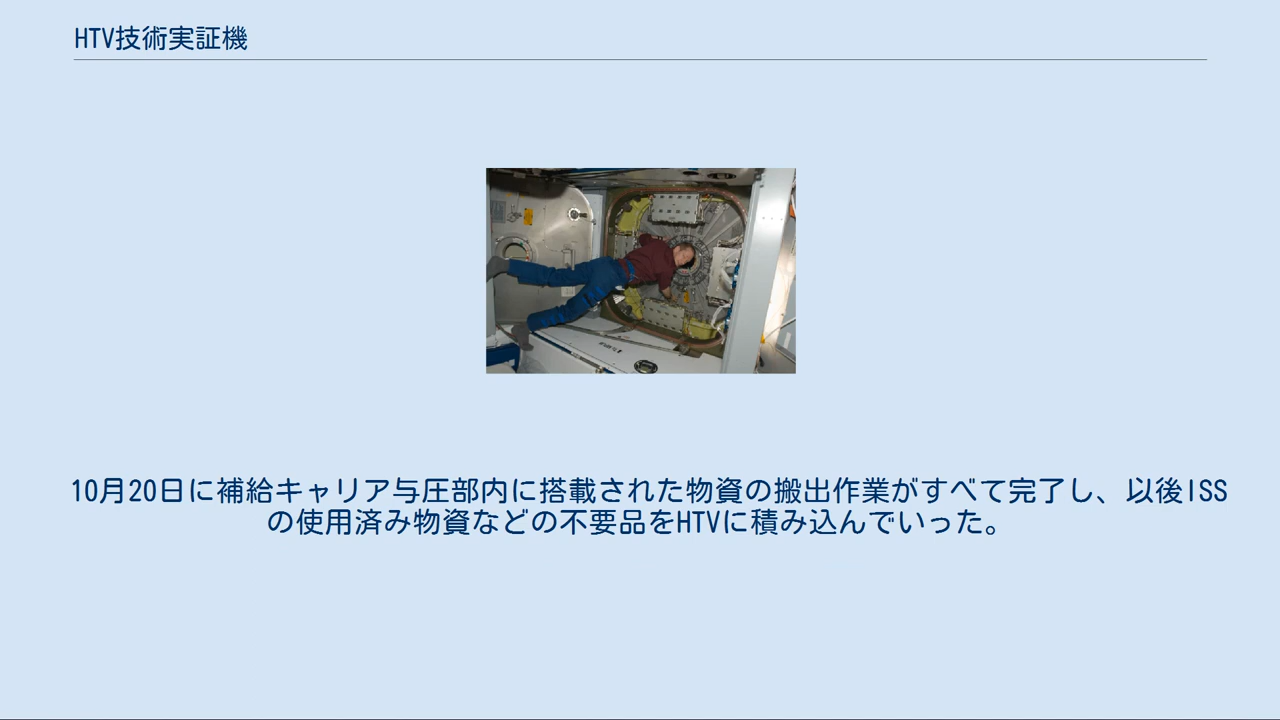 HTV技術実証機
10月20日に補給キャリア与圧部内に搭載された物資の搬出作業がすべて完了し、以後ISS
の使用済み物資などの不要品をHTVに積み込んでいった。